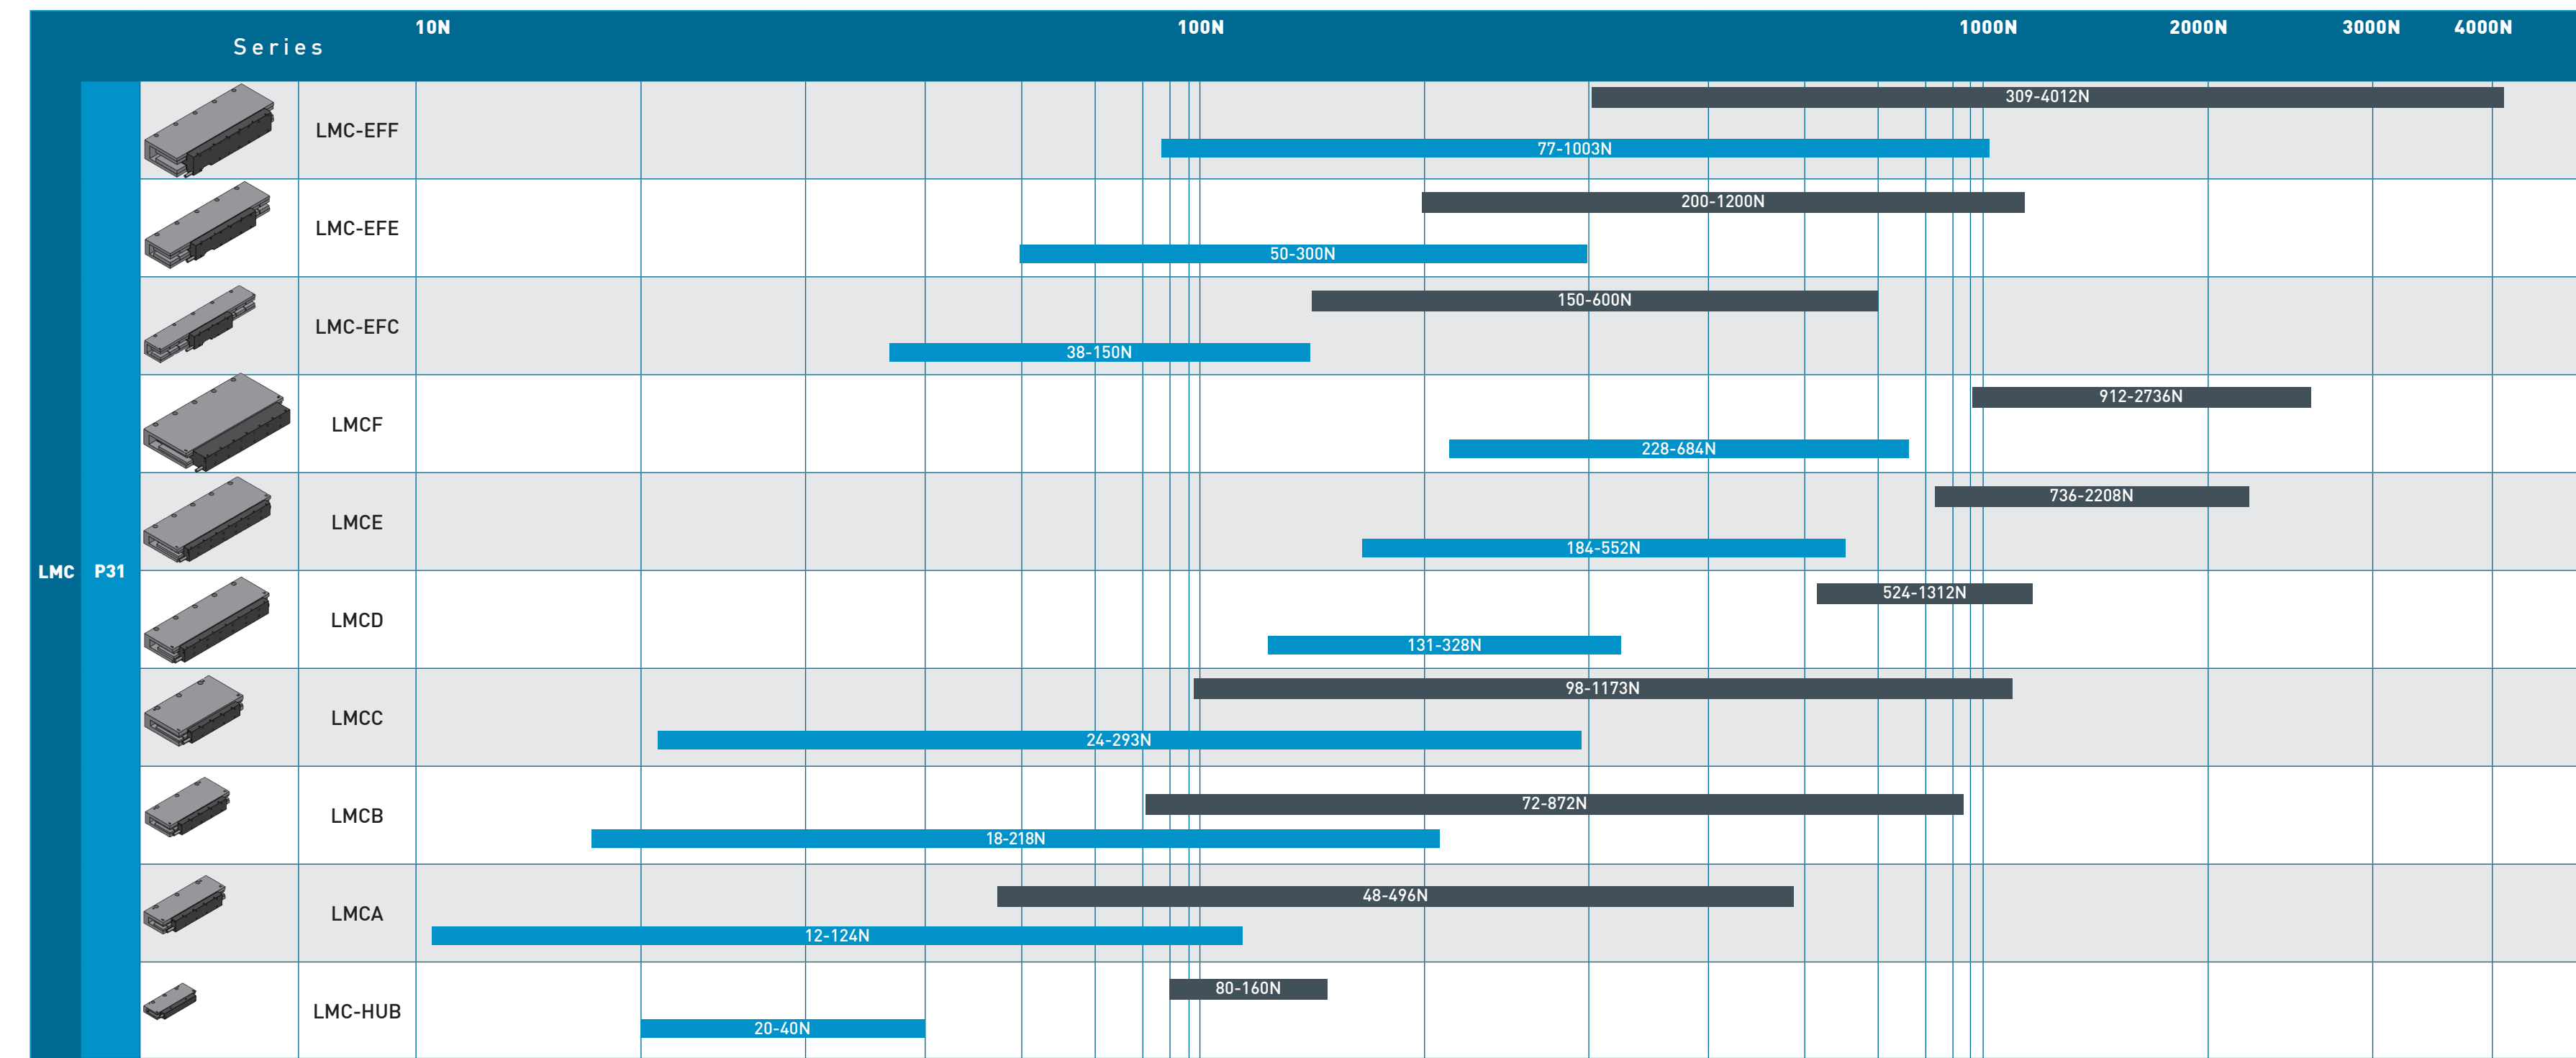 Series
10N 100N 1000N 2000N 3000N 4000N
LMC P31
LMC-EFF
309-4012N
77-1003N
LMC-EFE
200-1200N
50-300N
LMC-EFC
150-600N
38-150N
LMCF
912-2736N
228-684N
LMCE
736-2208N
184-552N
LMCD
524-1312N
131-328N
LMCC
98-1173N
24-293N
LMCB
72-872N
18-218N
LMCA
48-496N
12-124N
LMC-HUB
80-160N
20-40N